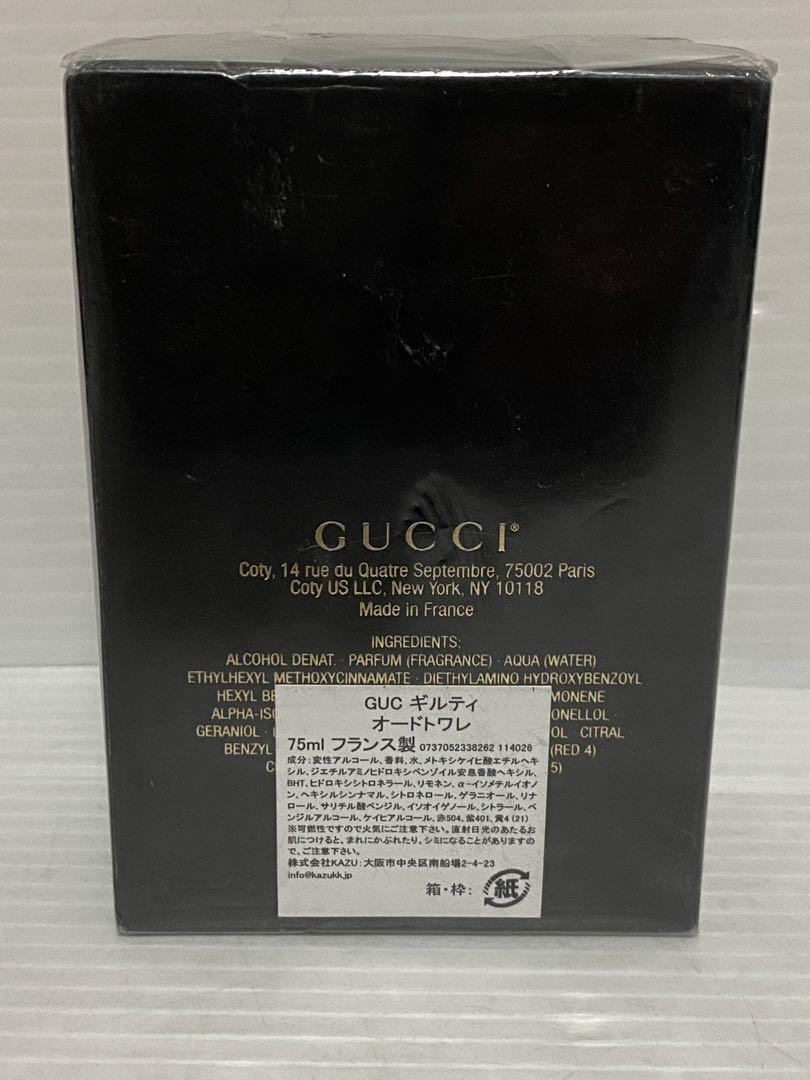 GUCCI®
Coty, 14 rue du Quatre Septembre, 75002 Paris
Coty US LLC, New York, NY 10118
Made in France
INGREDIENTS:
ALCOHOL DENAT. · PARFUM (FRAGRANCE) · AQUA (WATER)
ETHYLHEXYL METHOXYCINNAMATE · DIETHYLAMINO HYDROXYBENZOYL
HEXYL
GERANIOL · CITRAL
BENZYL (RED 4)
GUC ギルティ
オードトワレ
75ml フランス製 0737052338262 114026
成分:変性アルコール、香料、水、メトキシケイヒ酸エチルヘキ
シル、ジエチルアミノヒドロキシベンゾイル安息香酸ヘキシル、
BHT、ヒドロキシシトロネラール、リモネン、α-イソメチルイオノ
ン、ヘキシルシンナマル、シトロネロール、ゲラニオール、リナ
ロール、サリチル酸ベンジル、イソオイゲノール、シトラール、ベ
ンジルアルコール、ケイヒアルコール、赤504、紫401、黄4 (21)
※可燃性ですので火気にご注意下さい。直射日光のあたるお
肌につけると、まれにかぶれたり、シミになることがありますの
で、ご注意下さい。
株式会社KAZU:大阪市中央区南船場2-4-23
info@kazukk.jp
箱・枠: 紙